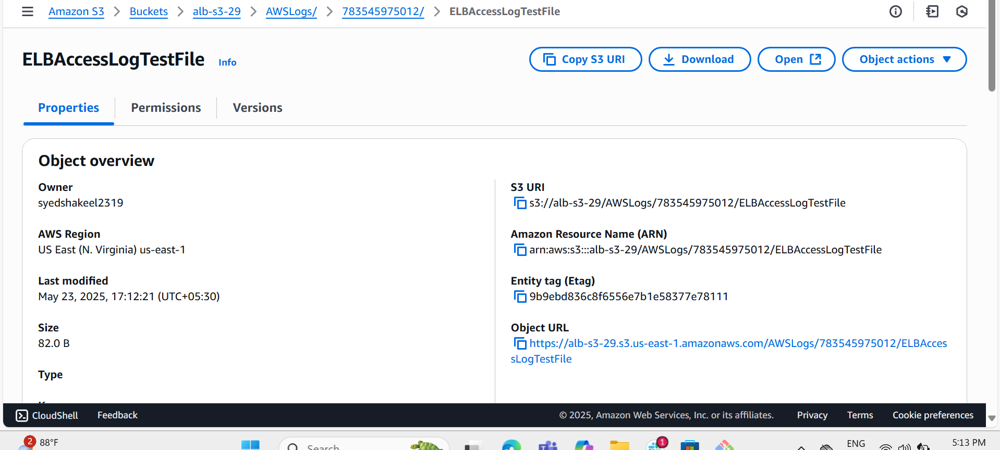 Amazon S3 > Buckets > alb-s3-29 > AWSLogs/ > 783545975012/ > ELBAccessLogTestFile
ELBAccessLogTestFile Info
Copy S3 URI Download Open Object actions
Properties Permissions Versions
Object overview
Owner
syedshakeel2319
AWS Region
US East (N. Virginia) us-east-1
Last modified
May 23, 2025, 17:12:21 (UTC+05:30)
Size
82.0 B
Type
S3 URI
s3://alb-s3-29/AWSLogs/783545975012/ELBAccessLogTestFile
Amazon Resource Name (ARN)
arn:aws:s3:::alb-s3-29/AWSLogs/783545975012/ELBAccessLogTestFile
Entity tag (Etag)
9b9ebd836c8f6556e7b1e58377e78111
Object URL
https://alb-s3-29.s3.us-east-1.amazonaws.com/AWSLogs/783545975012/ELBAcces
sLogTestFile
CloudShell Feedback © 2025, Amazon Web Services, Inc. or its affiliates. Privacy Terms Cookie preferences
2 88°F Search 1 ENG 5:13 PM